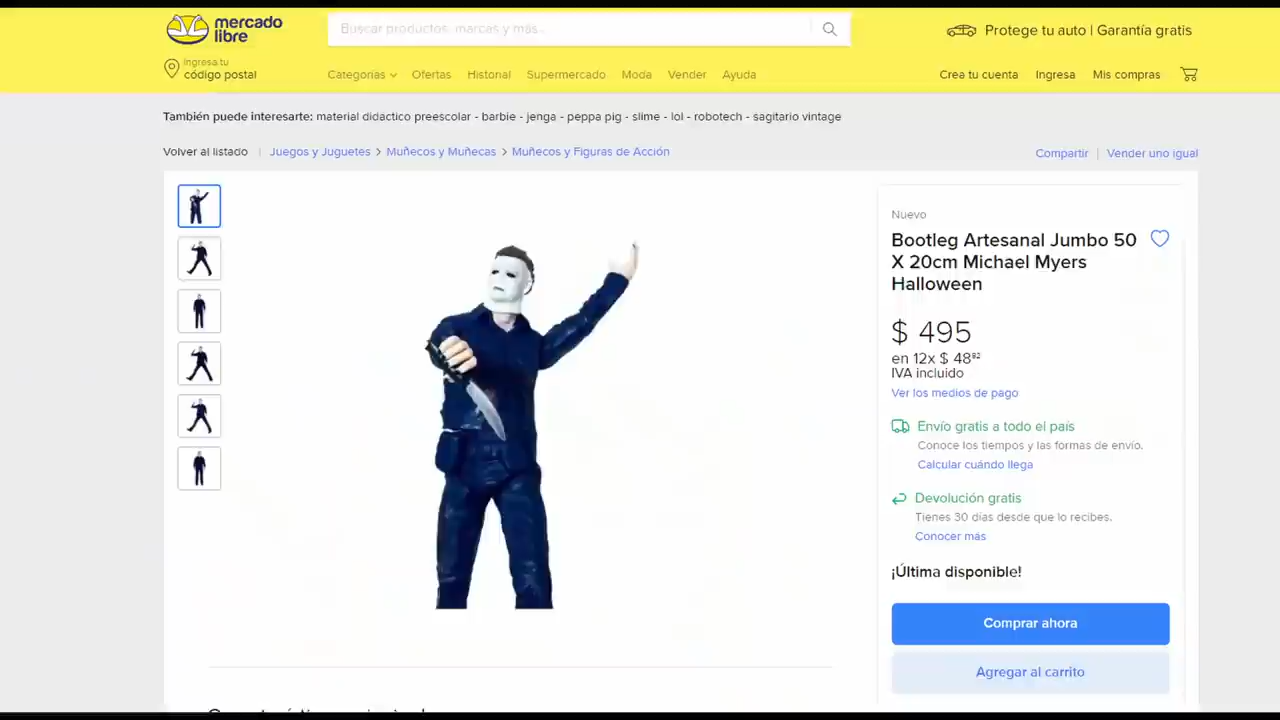 mercado
libre
Buscar productos, marcas y más...
Protege tu auto | Garantía gratis
Ingresa tu
código postal
Categorías
Ofertas
Historial
Supermercado
Moda
Vender
Ayuda
Crea tu cuenta
Ingresa
Mis compras
También puede interesarte: material didactico preescolar - barbie - jenga - peppa pig - slime - lol - robotech - sagitario vintage
Volver al listado | Juegos y Juguetes > Muñecos y Muñecas > Muñecos y Figuras de Acción
Compartir | Vender uno igual
Nuevo
Bootleg Artesanal Jumbo 50
X 20cm Michael Myers
Halloween
$ 495
en 12x $ 48⁹²
IVA incluido
Ver los medios de pago
Envío gratis a todo el país
Conoce los tiempos y las formas de envío.
Calcular cuándo llega
Devolución gratis
Tienes 30 días desde que lo recibes.
Conocer más
¡Última disponible!
Comprar ahora
Agregar al carrito